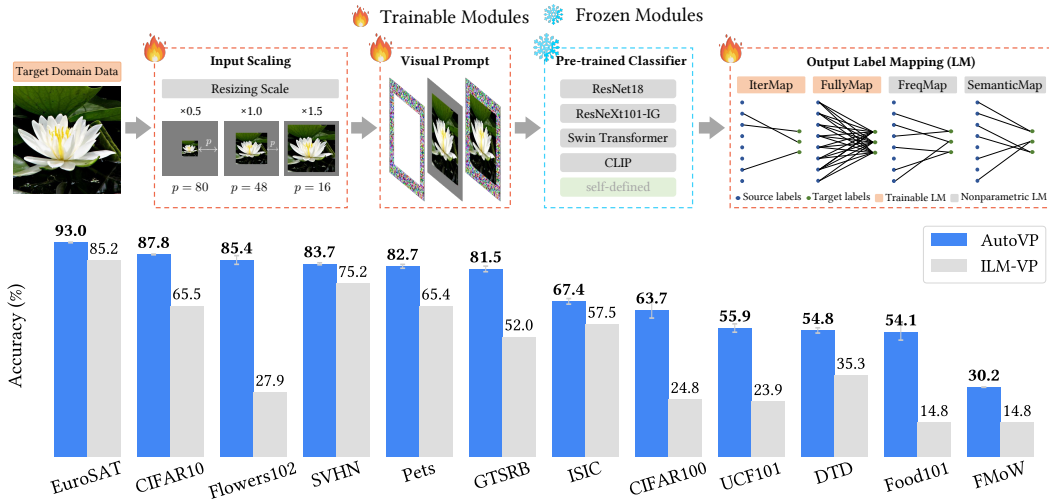 Trainable Modules
Frozen Modules
Target Domain Data
Input Scaling
Resizing Scale
×0.5 ×1.0 ×1.5
p p
p = 80 p = 48 p = 16
Visual Prompt
Pre-trained Classifier
ResNet18
ResNeXt101-IG
Swin Transformer
CLIP
self-defined
Output Label Mapping (LM)
IterMap FullyMap FreqMap SemanticMap
Source labels Target labels Trainable LM Nonparametric LM
Accuracy (%)
AutoVP
ILM-VP
93.0 85.2
87.8 65.5
85.4 27.9
83.7 75.2
82.7 65.4
81.5 52.0
67.4 57.5
63.7 24.8
55.9 23.9
54.8 35.3
54.1 14.8
30.2 14.8
EuroSAT
CIFAR10
Flowers102
SVHN
Pets
GTSRB
ISIC
CIFAR100
UCF101
DTD
Food101
FMoW